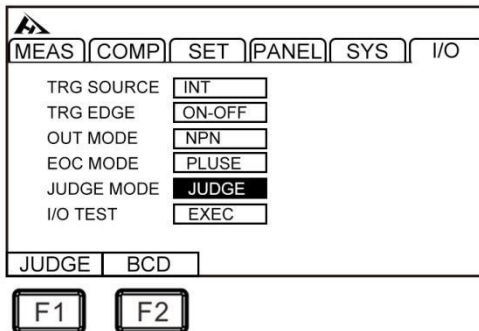 MEAS COMP SET PANEL SYS I/O
TRG SOURCE INT
TRG EDGE ON-OFF
OUT MODE NPN
EOC MODE PLUSE
JUDGE MODE JUDGE
I/O TEST EXEC
JUDGE BCD
F1 F2